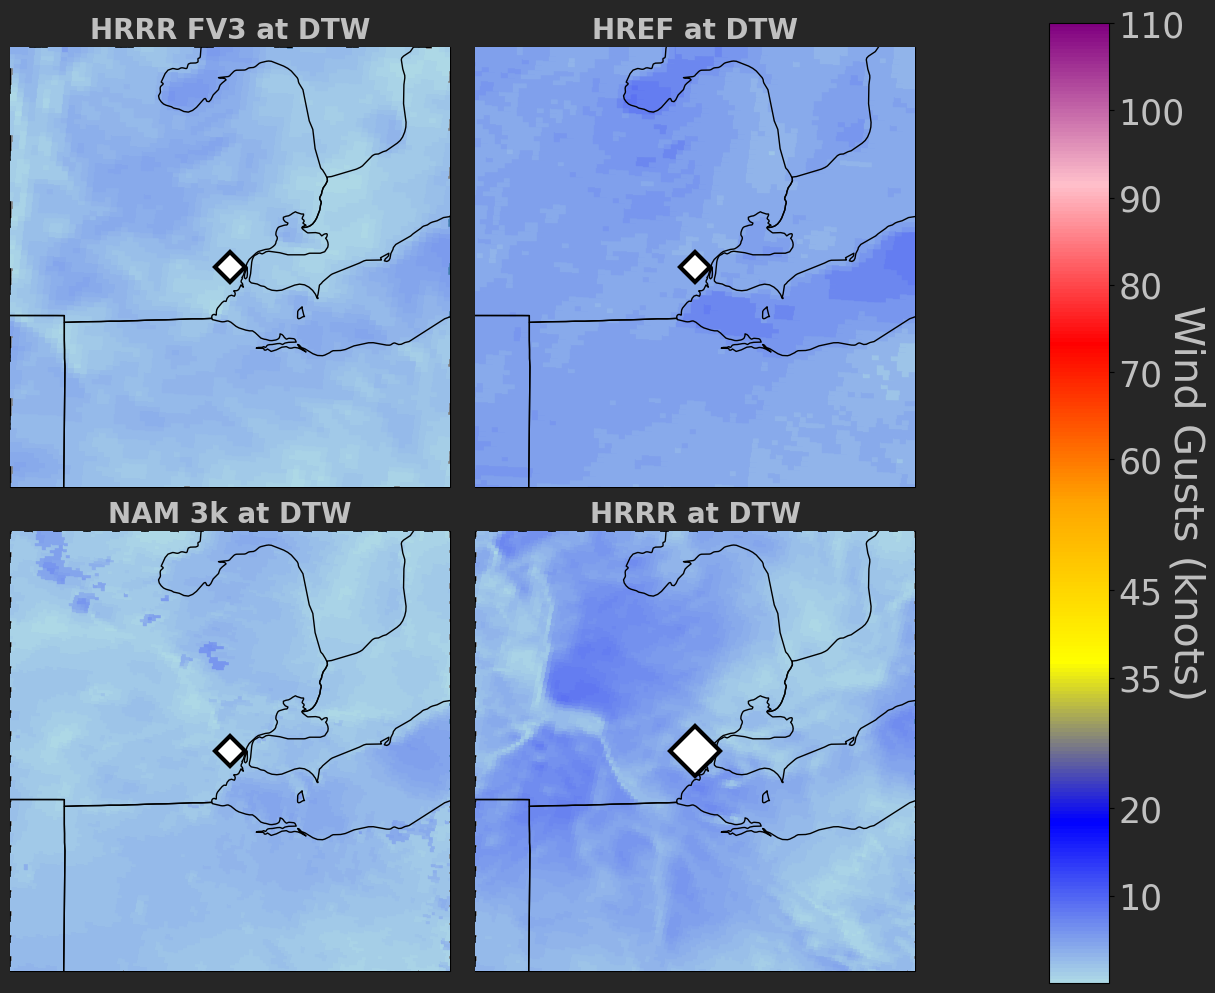 HRRR FV3 at DTW
HREF at DTW
NAM 3k at DTW
HRRR at DTW
110
100
90
80
70
60
45
35
20
10
Wind Gusts (knots)